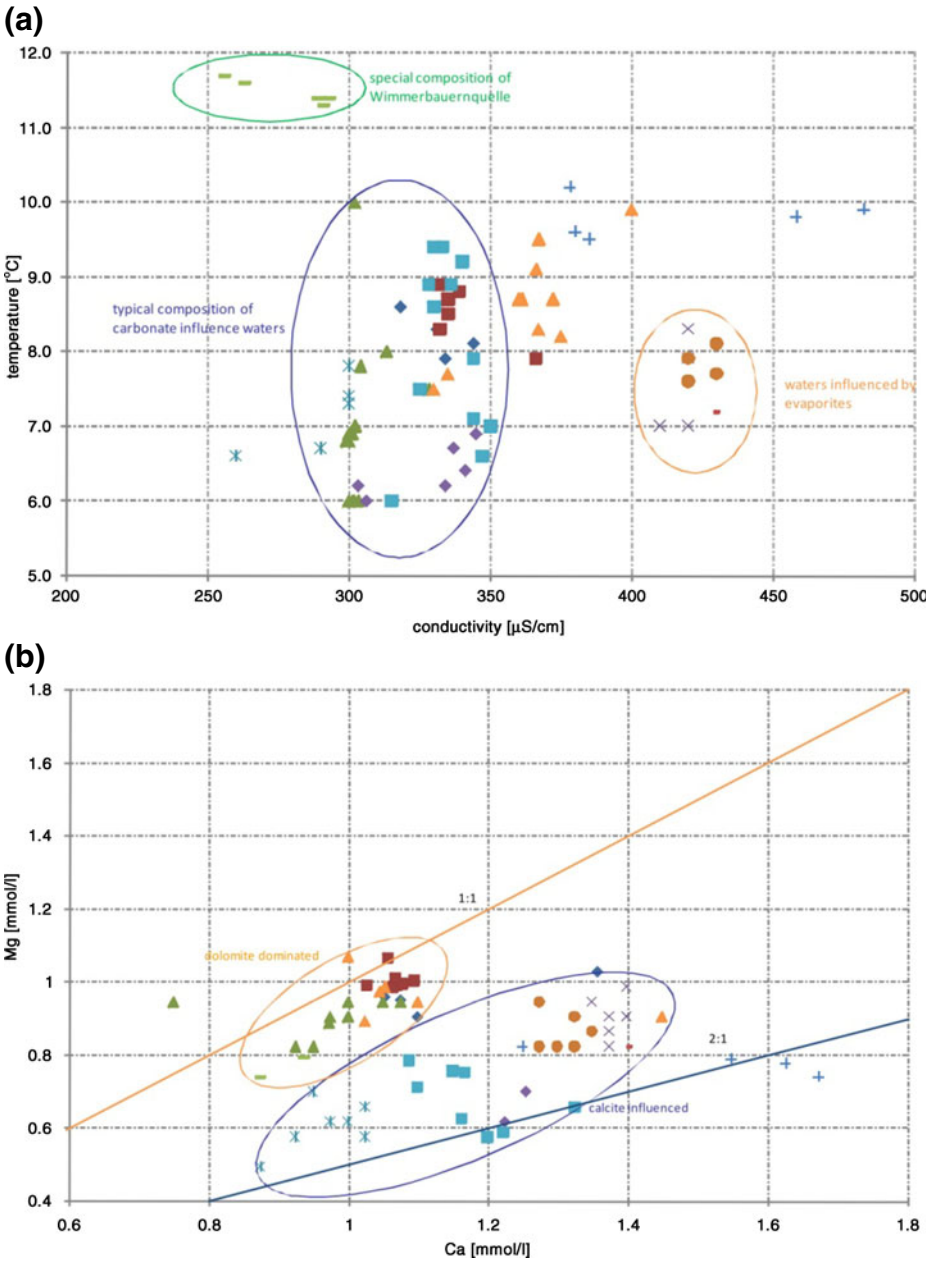 (a)
12.0
special composition of
Wimmerbauernquelle
11.0
10.0
9.0
typical composition of
carbonate influence waters
8.0
waters influenced by
evaporites
7.0
6.0
5.0
temperature [°C]
200 260 300 350 400 450 500
conductivity [µS/cm]
(b)
1.8
1.6
1.4
1.2
1:1
dolomite dominated
1
0.8
2:1
calcite influenced
0.6
0.4
Mg [mmol/l]
0.6 0.8 1 1.2 1.4 1.6 1.8
Ca [mmol/l]